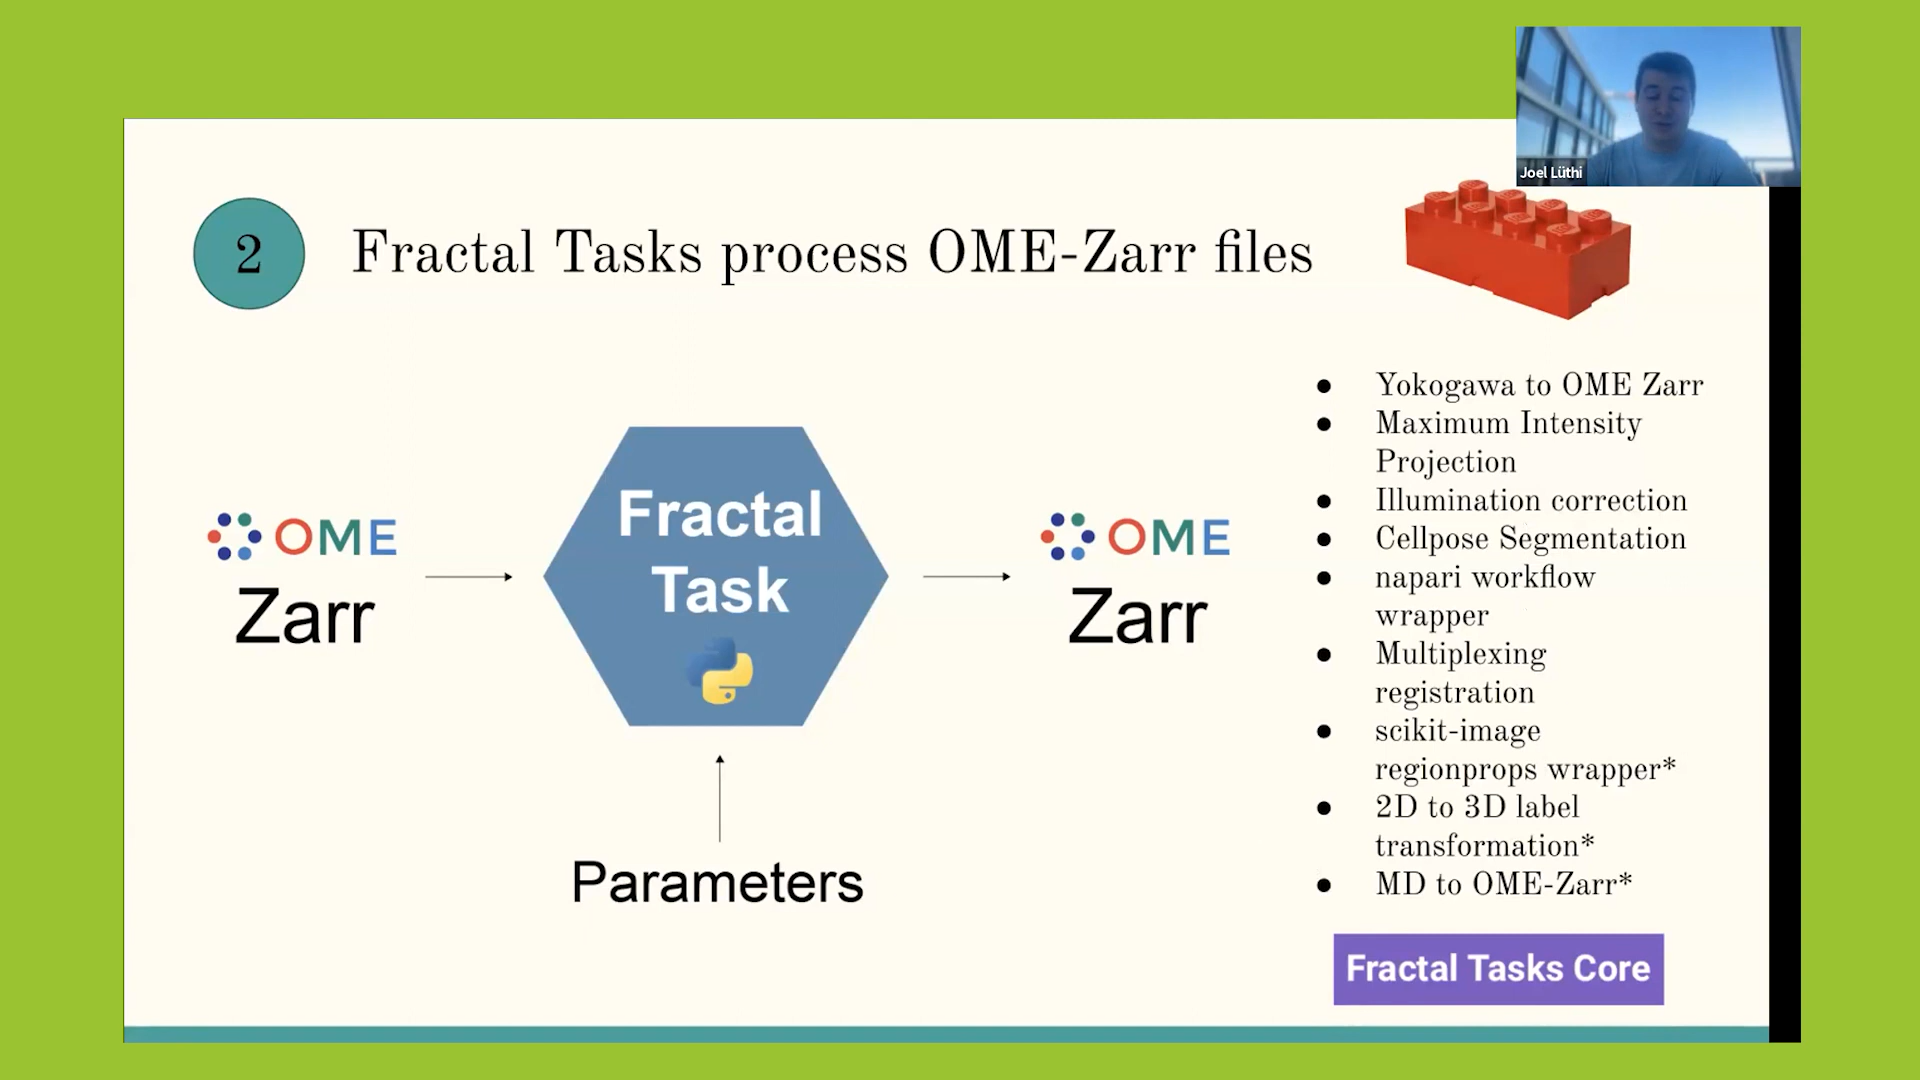 Joel Lüthi
2
Fractal Tasks process OME-Zarr files
OME
Zarr
Fractal
Task
Parameters
OME
Zarr
● Yokogawa to OME Zarr
● Maximum Intensity
Projection
● Illumination correction
● Cellpose Segmentation
● napari workflow
wrapper
● Multiplexing
registration
● scikit-image
regionprops wrapper*
● 2D to 3D label
transformation*
● MD to OME-Zarr*
Fractal Tasks Core